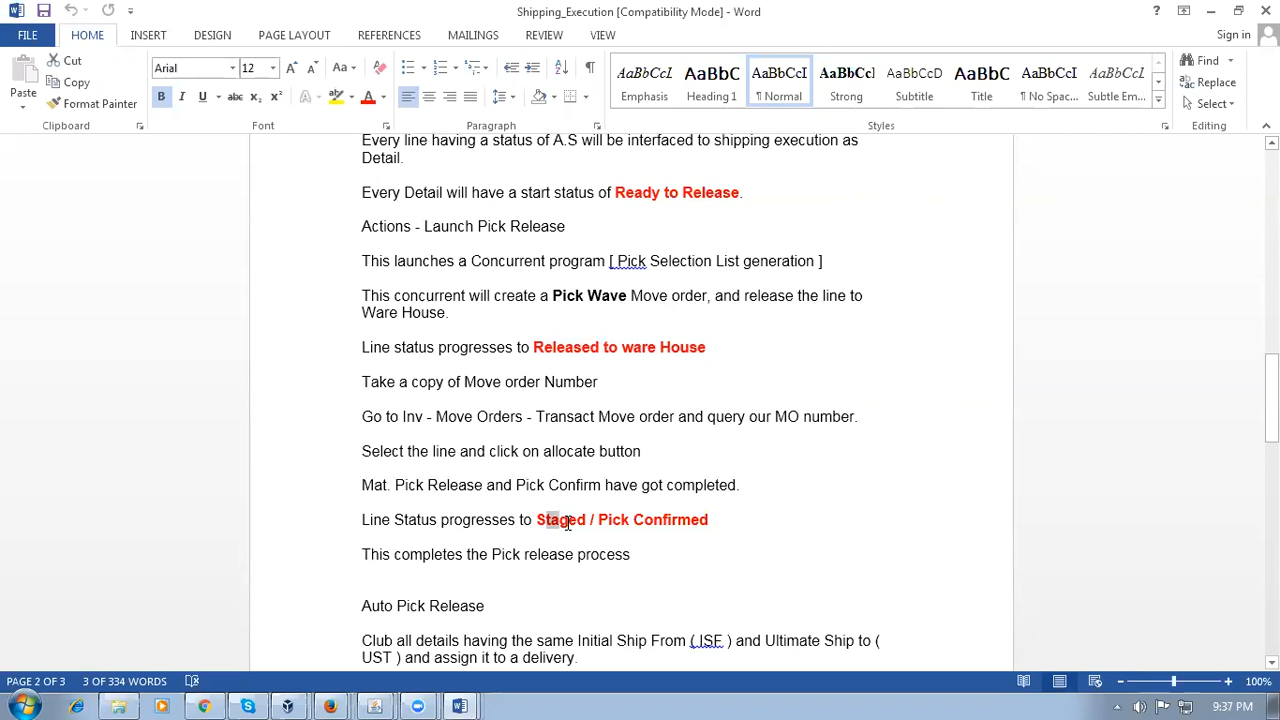 Shipping_Execution [Compatibility Mode] - Word
?
FILE HOME INSERT DESIGN PAGE LAYOUT REFERENCES MAILINGS REVIEW VIEW Sign in
Paste
Cut
Copy
Format Painter
Arial 12
Aa
B I U abc x₂ x² A A
AaBbCcI AaBbC AaBbCcI AaBbCcI AaBbCcD AaBbC AaBbCcI AaBbCcI
Emphasis Heading 1 ¶ Normal Strong Subtitle Title ¶ No Spac... Subtle Em...
Find
Replace
Select
Clipboard Font Paragraph Styles Editing
Every line having a status of A.S will be interfaced to shipping execution as
Detail.
Every Detail will have a start status of Ready to Release.
Actions - Launch Pick Release
This launches a Concurrent program [ Pick Selection List generation ]
This concurrent will create a Pick Wave Move order, and release the line to
Ware House.
Line status progresses to Released to ware House
Take a copy of Move order Number
Go to Inv - Move Orders - Transact Move order and query our MO number.
Select the line and click on allocate button
Mat. Pick Release and Pick Confirm have got completed.
Line Status progresses to Staged / Pick Confirmed
This completes the Pick release process
Auto Pick Release
Club all details having the same Initial Ship From ( ISF ) and Ultimate Ship to (
UST ) and assign it to a delivery.
PAGE 2 OF 3 3 OF 334 WORDS 100%
9:37 PM